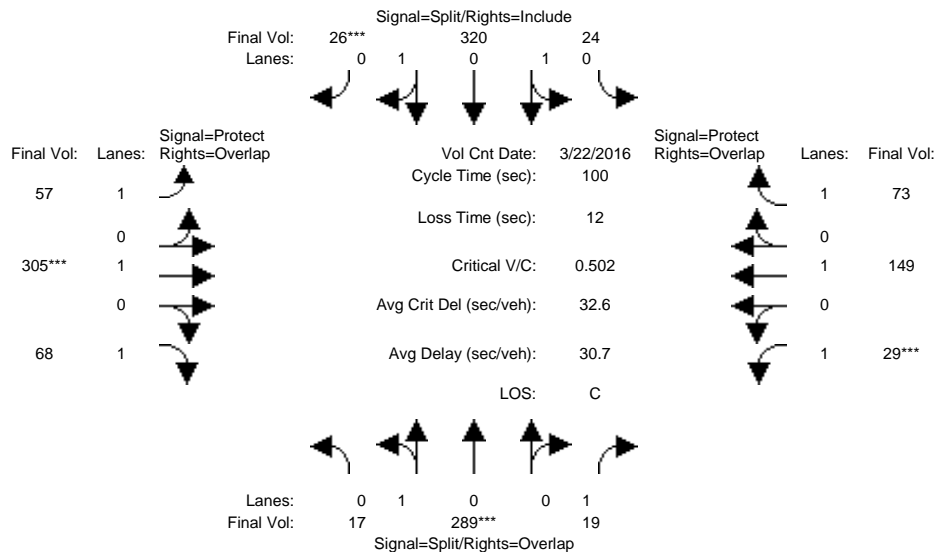 Signal=Split/Rights=Include
Final Vol: 26*** 320 24
Lanes: 0 1 0 1 0
Signal=Protect Signal=Protect
Final Vol: Lanes: Rights=Overlap Vol Cnt Date: 3/22/2016 Rights=Overlap Lanes: Final Vol:
Cycle Time (sec): 100
57 1 1 73
Loss Time (sec): 12
0 0
305*** 1 Critical V/C: 0.502 1 149
0 Avg Crit Del (sec/veh): 32.6 0
68 1 Avg Delay (sec/veh): 30.7 1 29***
LOS: C
Lanes: 0 1 0 0 1
Final Vol: 17 289*** 19
Signal=Split/Rights=Overlap